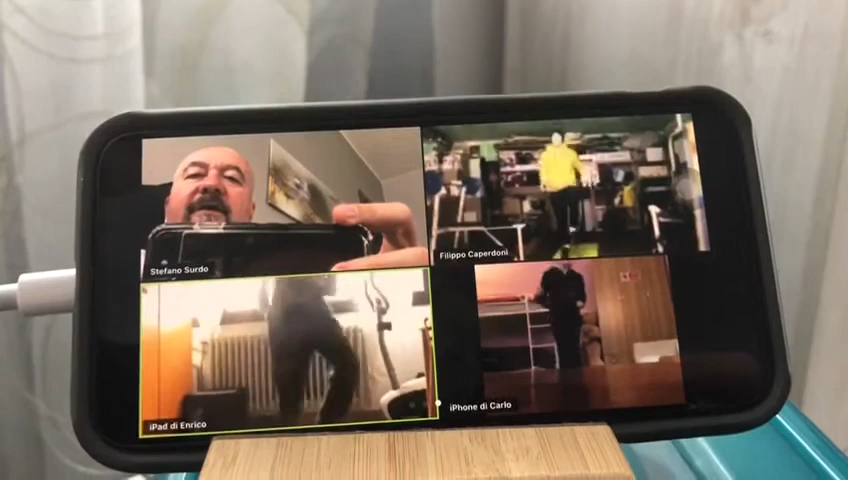 Stefano Surdo
Filippo Caperdoni
iPad di Enrico
iPhone di Carlo